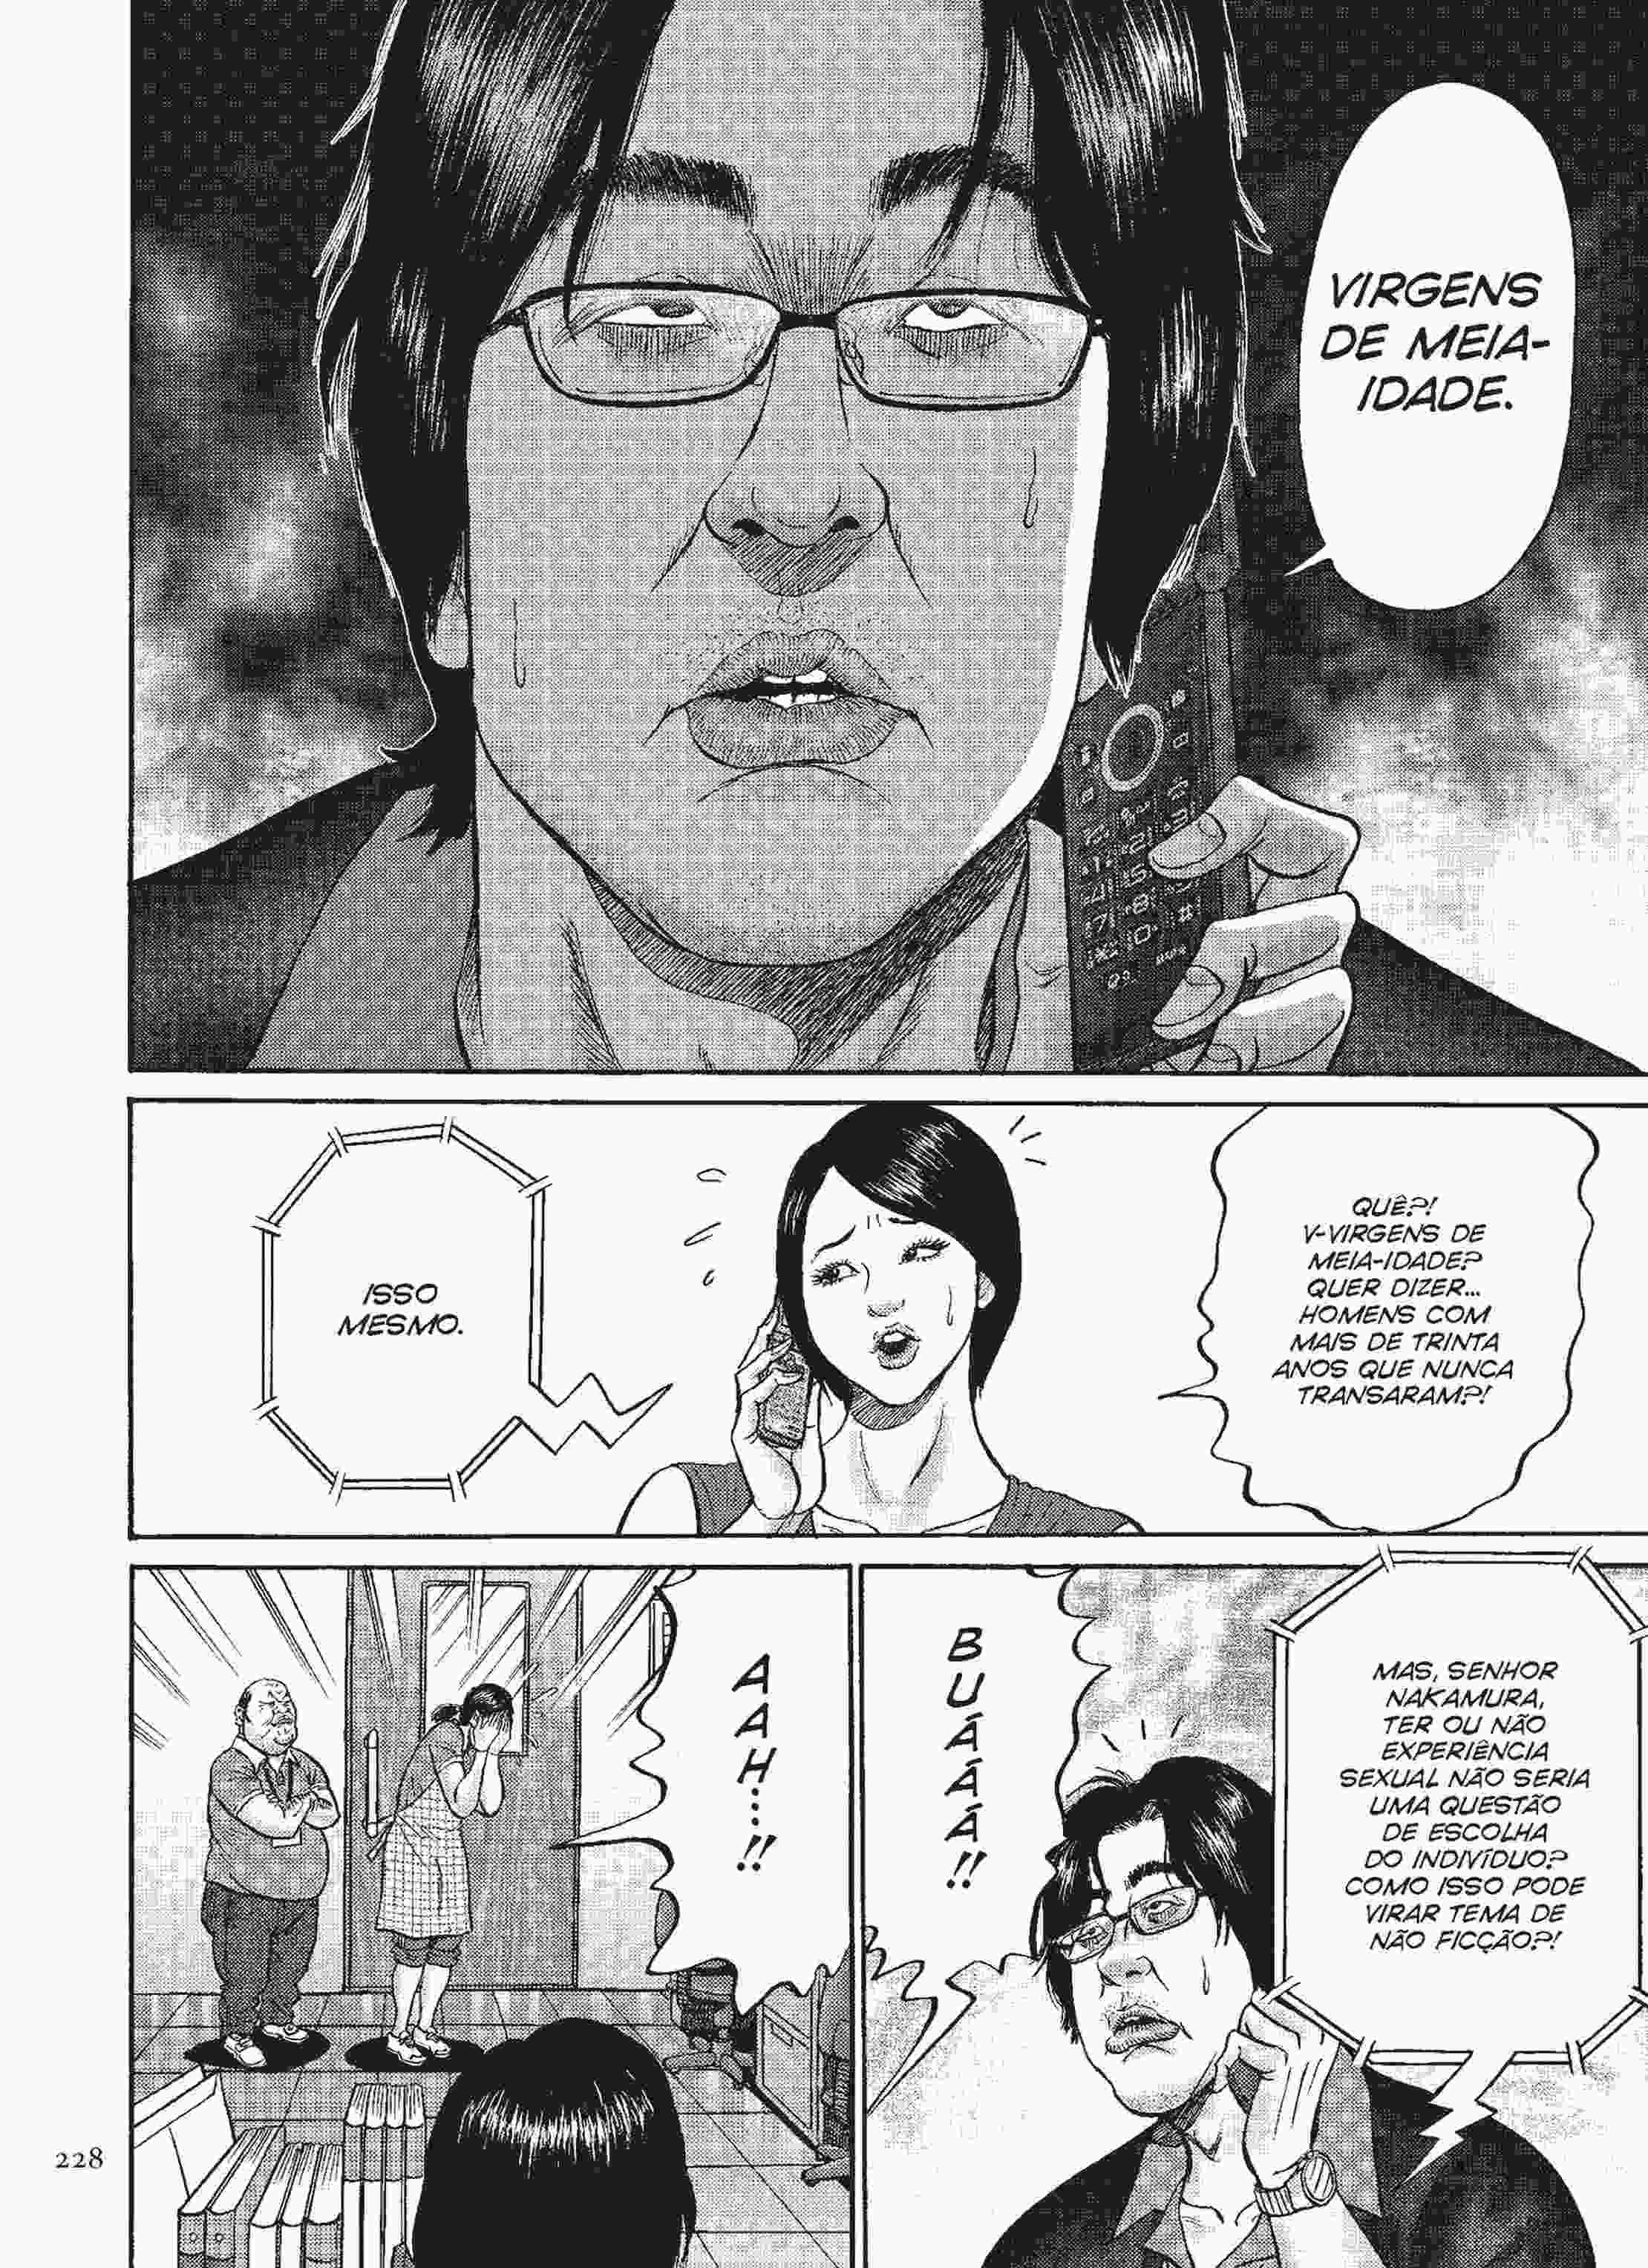 VIRGENS
DE MEIA-
IDADE.
QUÊ?!
V-VIRGENS DE
MEIA-IDADE?
QUER DIZER...
HOMENS COM
MAIS DE TRINTA
ANOS QUE NUNCA
TRANSARAM?!
ISSO
MESMO.
MAS, SENHOR
NAKAMURA,
TER OU NÃO
EXPERIÊNCIA
SEXUAL NÃO SERIA
UMA QUESTÃO
DE ESCOLHA
DO INDIVÍDUO?
COMO ISSO PODE
VIRAR TEMA DE
NÃO FICÇÃO?!
BUÁÁÁÁ!!
AAH...!!
228